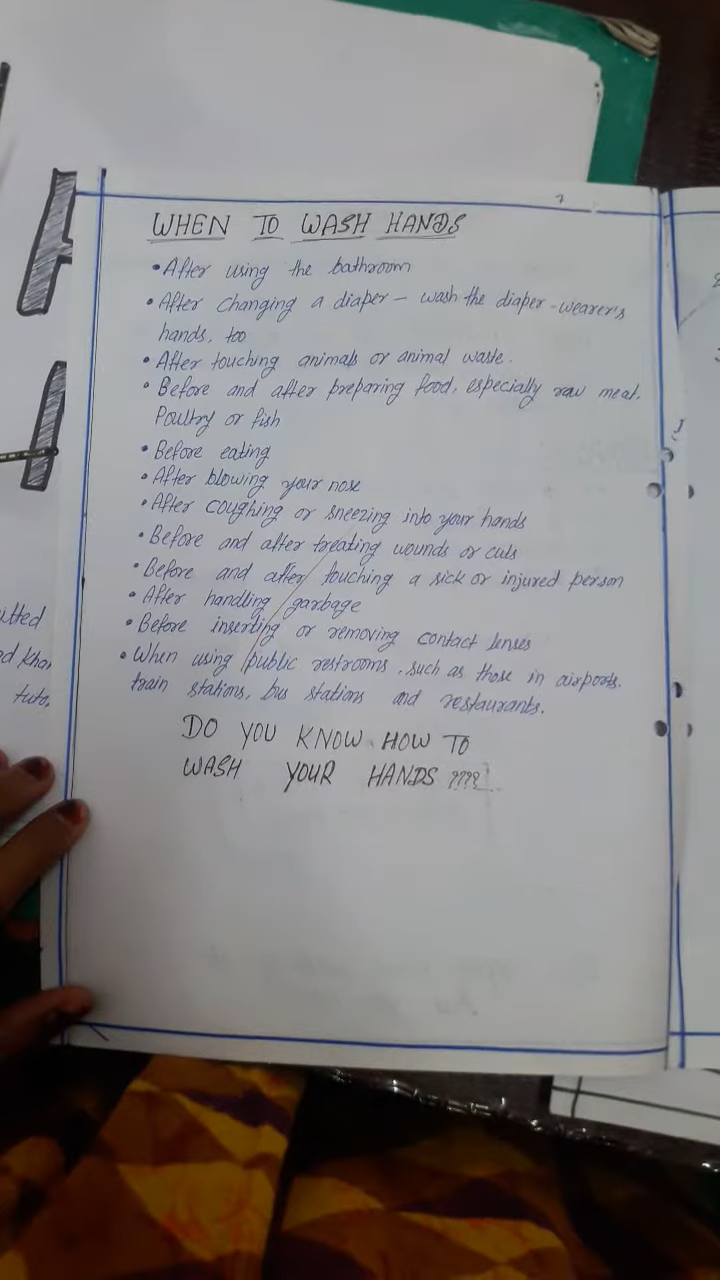 7
WHEN TO WASH HANDS
• After using the bathroom
• After changing a diaper – wash the diaper-wearer's
hands, too
• After touching animals or animal waste.
• Before and after preparing food, especially raw meat,
Poultry or fish
• Before eating
• After blowing your nose
• After coughing or sneezing into your hands
• Before and after treating wounds or cuts
• Before and after touching a sick or injured person
• After handling garbage
• Before inserting or removing contact lenses
• When using public restrooms, such as those in airports,
train stations, bus stations and restaurants.
DO YOU KNOW HOW TO
WASH YOUR HANDS ????